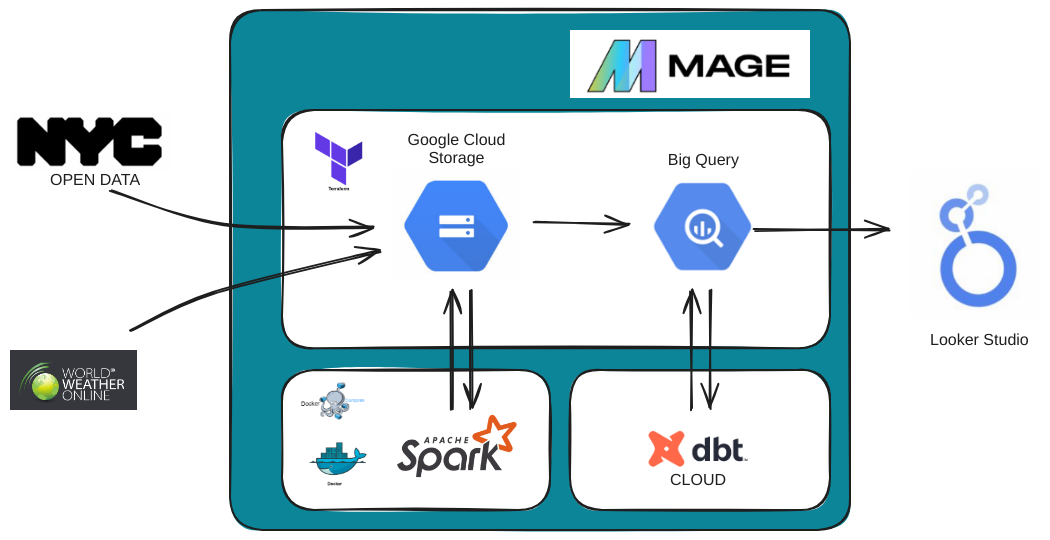 MAGE
NYC
OPEN DATA
Terraform
Google Cloud
Storage
Big Query
Looker Studio
WORLD
WEATHER
ONLINE
Docker
Compose
Docker
APACHE
Spark
dbt
CLOUD